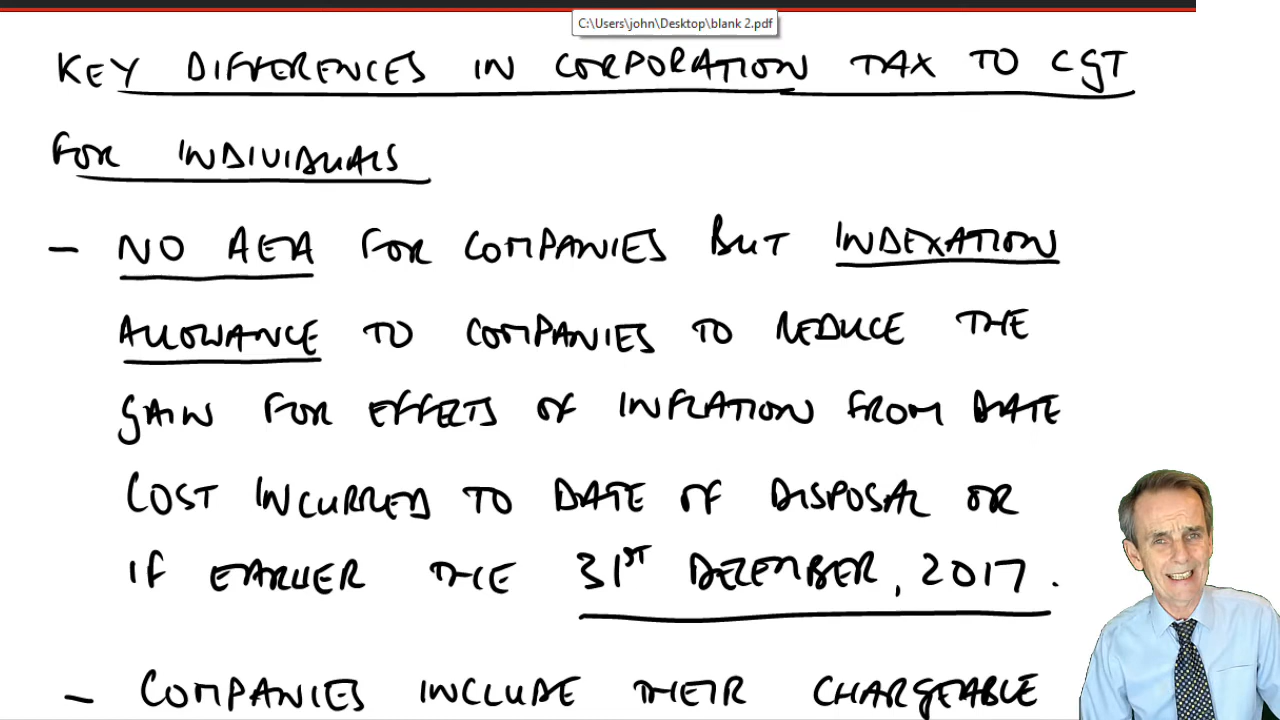 C:\Users\john\Desktop\blank 2.pdf
KEY DIFFERENCES IN CORPORATION TAX TO CGT
FOR INDIVIDUALS
- NO AEA FOR COMPANIES BUT INDEXATION
ALLOWANCE TO COMPANIES TO REDUCE THE
GAIN FOR EFFECTS OF INFLATION FROM DATE
COST INCURRED TO DATE OF DISPOSAL OR
IF EARLIER THE 31ST DECEMBER, 2017.
- COMPANIES INCLUDE THEIR CHARGEABLE